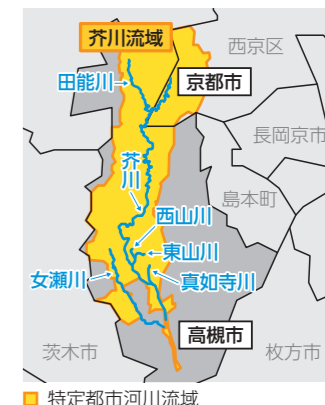 芥川流域
西京区
田能川
京都市
長岡京市
芥川
島本町
西山川
東山川
女瀬川
真如寺川
高槻市
茨木市
枚方市
特定都市河川流域